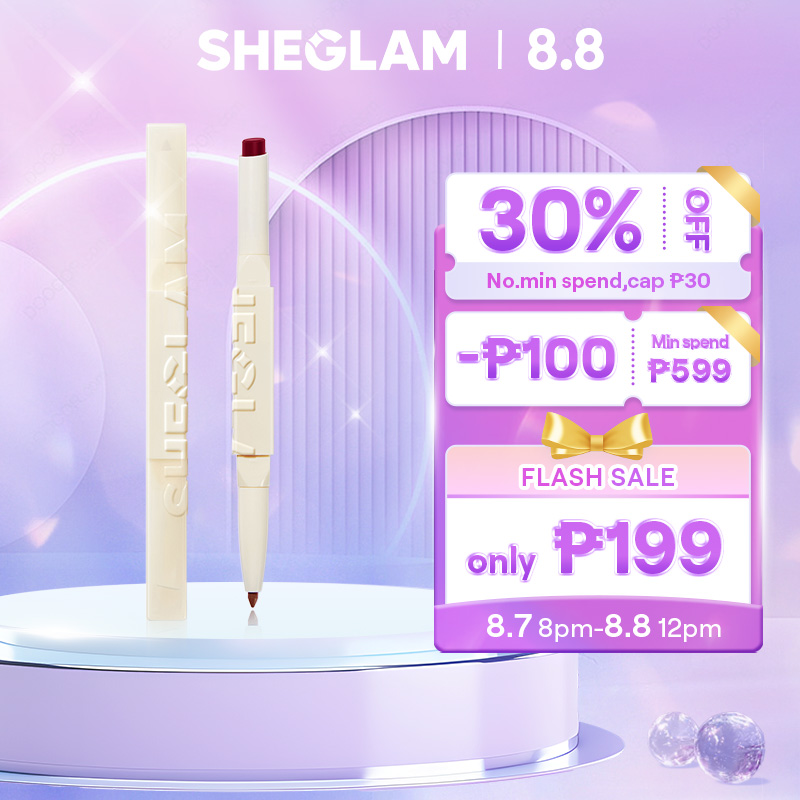 SHEGLAM | 8.8
SHEGLAM
30% OFF
No.min spend,cap ₱30
-₱100
Min spend
₱599
FLASH SALE
only ₱199
8.7 8pm-8.8 12pm